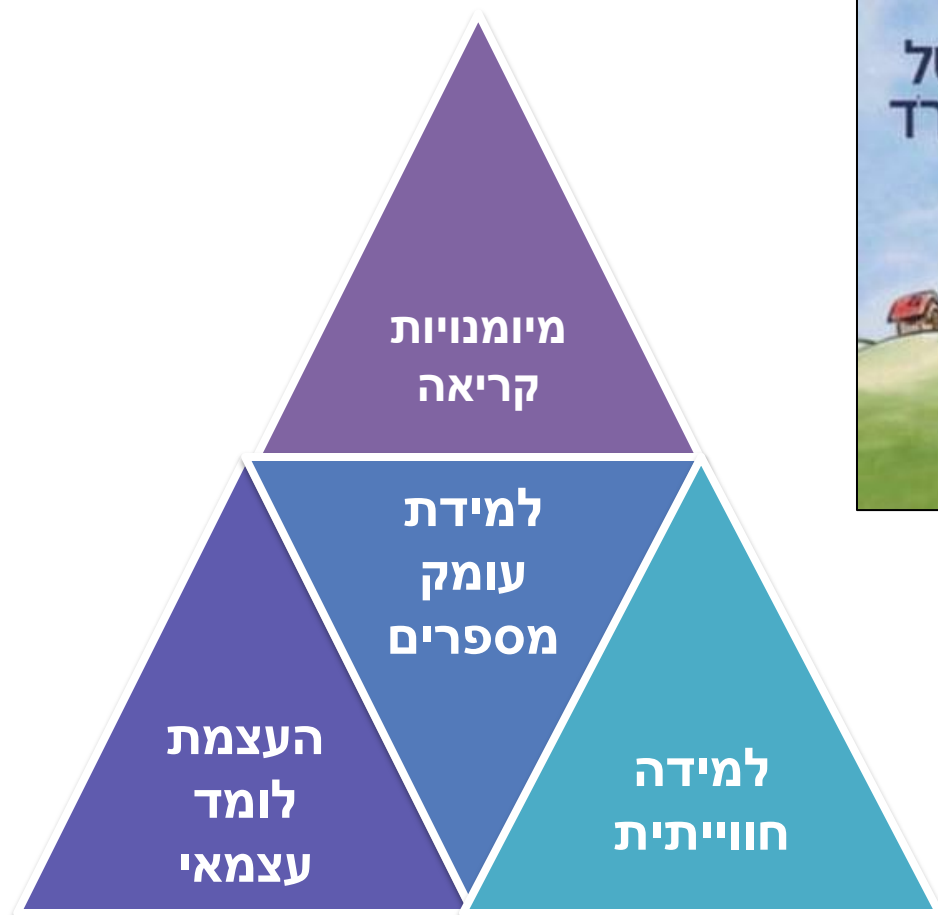 מיומנויות
קריאה
למידת
עומק
מספרים
העצמת
לומד
עצמאי
למידה
חווייתית